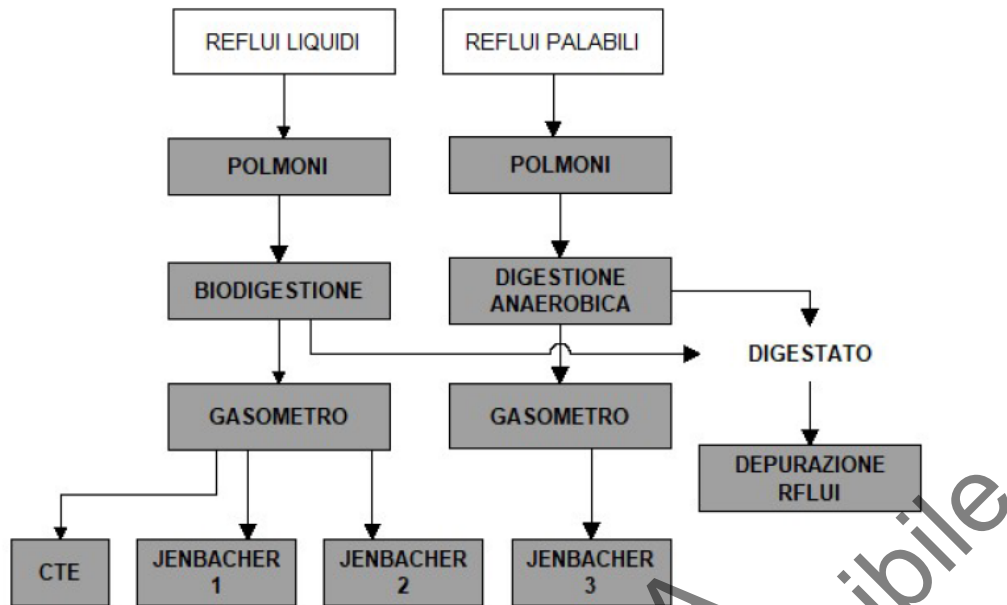 REFLUI LIQUIDI
REFLUI PALABILI
POLMONI
POLMONI
BIODIGESTIONE
DIGESTIONE
ANAEROBICA
DIGESTATO
GASOMETRO
GASOMETRO
DEPURAZIONE
RFLUI
CTE
JENBACHER
1
JENBACHER
2
JENBACHER
3